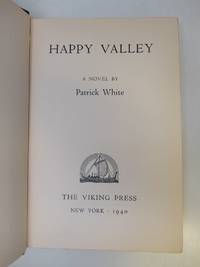 HAPPY VALLEY
A NOVEL BY
Patrick White
THE VIKING PRESS
NEW YORK · 1940